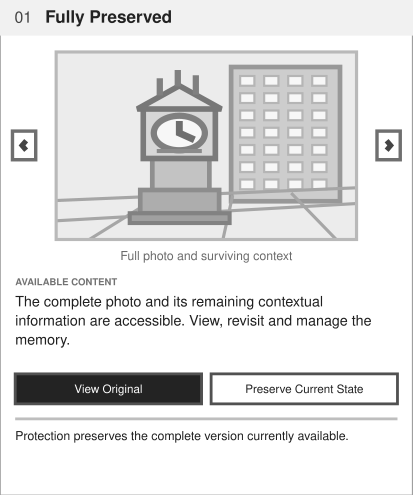 01 Fully Preserved
Full photo and surviving context
AVAILABLE CONTENT
The complete photo and its remaining contextual
information are accessible. View, revisit and manage the
memory.
View Original
Preserve Current State
Protection preserves the complete version currently available.